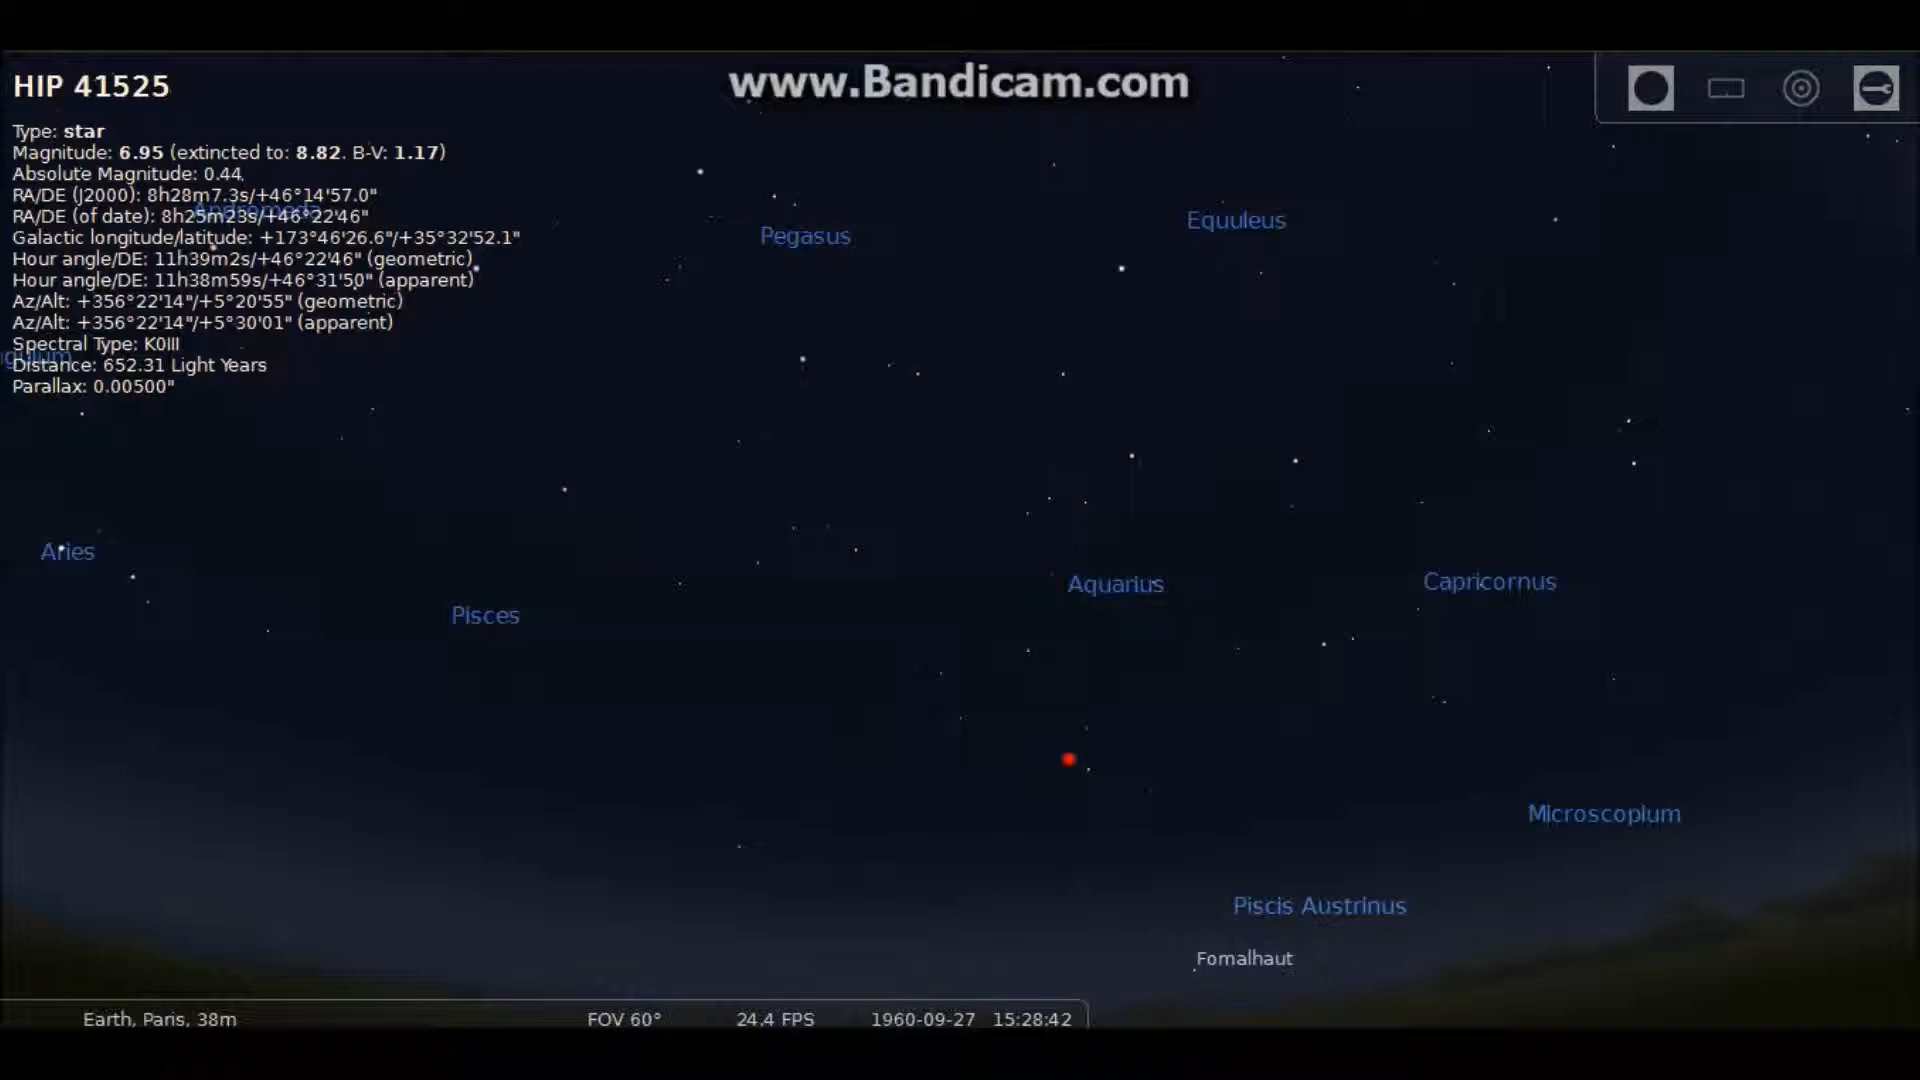 www.Bandicam.com
HIP 41525
Type: star
Magnitude: 6.95 (extincted to: 8.82. B-V: 1.17)
Absolute Magnitude: 0.44
RA/DE (J2000): 8h28m7.3s/+46°14'57.0"
RA/DE (of date): 8h25m23s/+46°22'46"
Andromeda
Galactic longitude/latitude: +173°46'26.6"/+35°32'52.1"
Hour angle/DE: 11h39m2s/+46°22'46" (geometric)
Hour angle/DE: 11h38m59s/+46°31'50" (apparent)
Az/Alt: +356°22'14"/+5°20'55" (geometric)
Az/Alt: +356°22'14"/+5°30'01" (apparent)
Spectral Type: K0III
Distance: 652.31 Light Years
Parallax: 0.00500"
Pegasus
Equuleus
Aries
Pisces
Aquarius
Capricornus
Microscopium
Piscis Austrinus
Fomalhaut
Earth, Paris, 38m
FOV 60°
24.4 FPS
1960-09-27 15:28:42